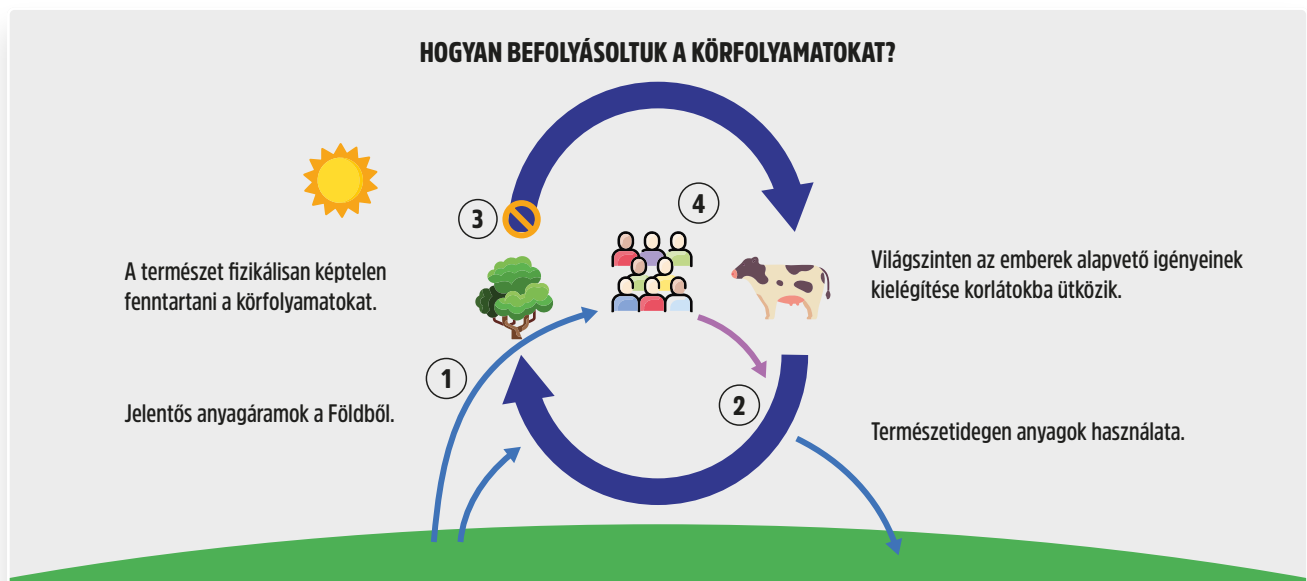 HOGYAN BEFOLYÁSOLTUK A KÖRFOLYAMATOKAT?
3
4
A természet fizikálisan képtelen
fenntartani a körfolyamatokat.
Világszinten az emberek alapvető igényeinek
kielégítése korlátokba ütközik.
1
2
Jelentős anyagáramok a Földből.
Természetidegen anyagok használata.